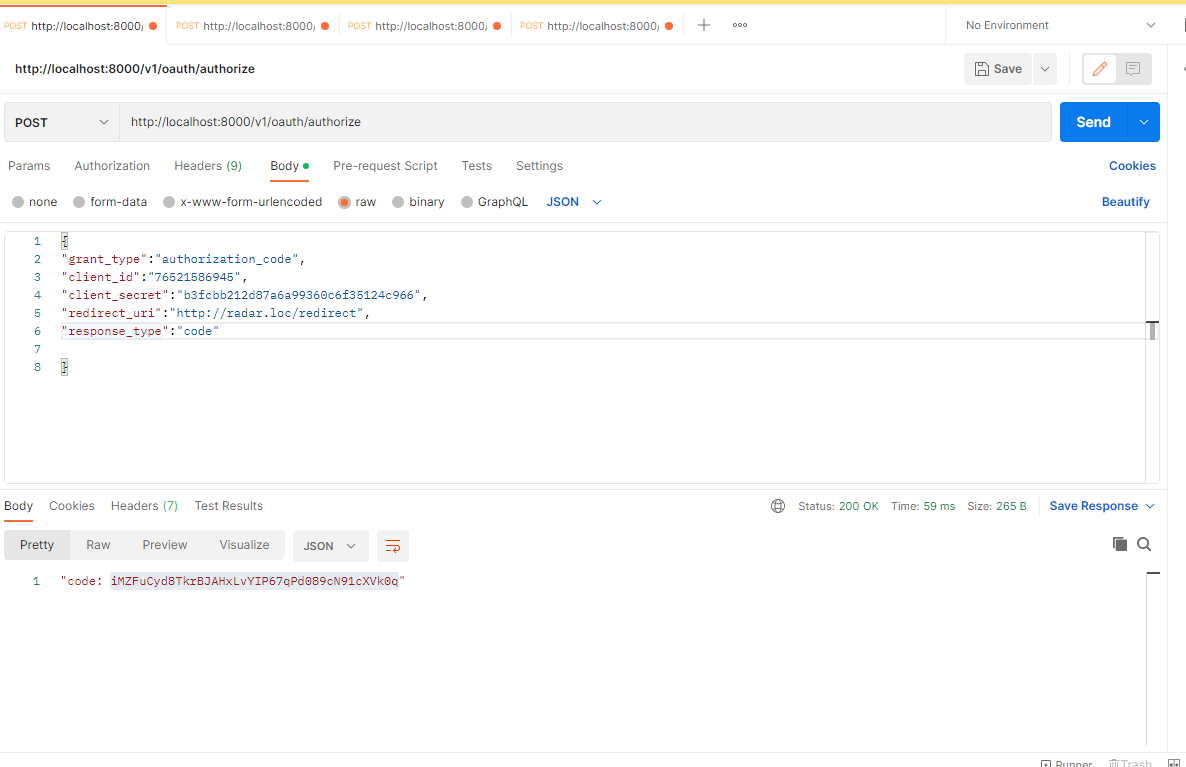 POST http://localhost:8000/ POST http://localhost:8000/ POST http://localhost:8000/ POST http://localhost:8000/ No Environment
http://localhost:8000/v1/oauth/authorize Save
POST http://localhost:8000/v1/oauth/authorize Send
Params Authorization Headers (9) Body Pre-request Script Tests Settings Cookies
none form-data x-www-form-urlencoded raw binary GraphQL JSON Beautify
1 {
2 "grant_type":"authorization_code",
3 "client_id":"76521586945",
4 "client_secret":"b3fcbb212d87a6a99360c6f35124c966",
5 "redirect_uri":"http://radar.loc/redirect",
6 "response_type":"code"
7
8 }
Body Cookies Headers (7) Test Results Status: 200 OK Time: 59 ms Size: 265 B Save Response
Pretty Raw Preview Visualize JSON
1 "code: iMZFuCyd8TkrBJAHxLvYIP67qPd089cN91cXVk0q"
Runner Trash